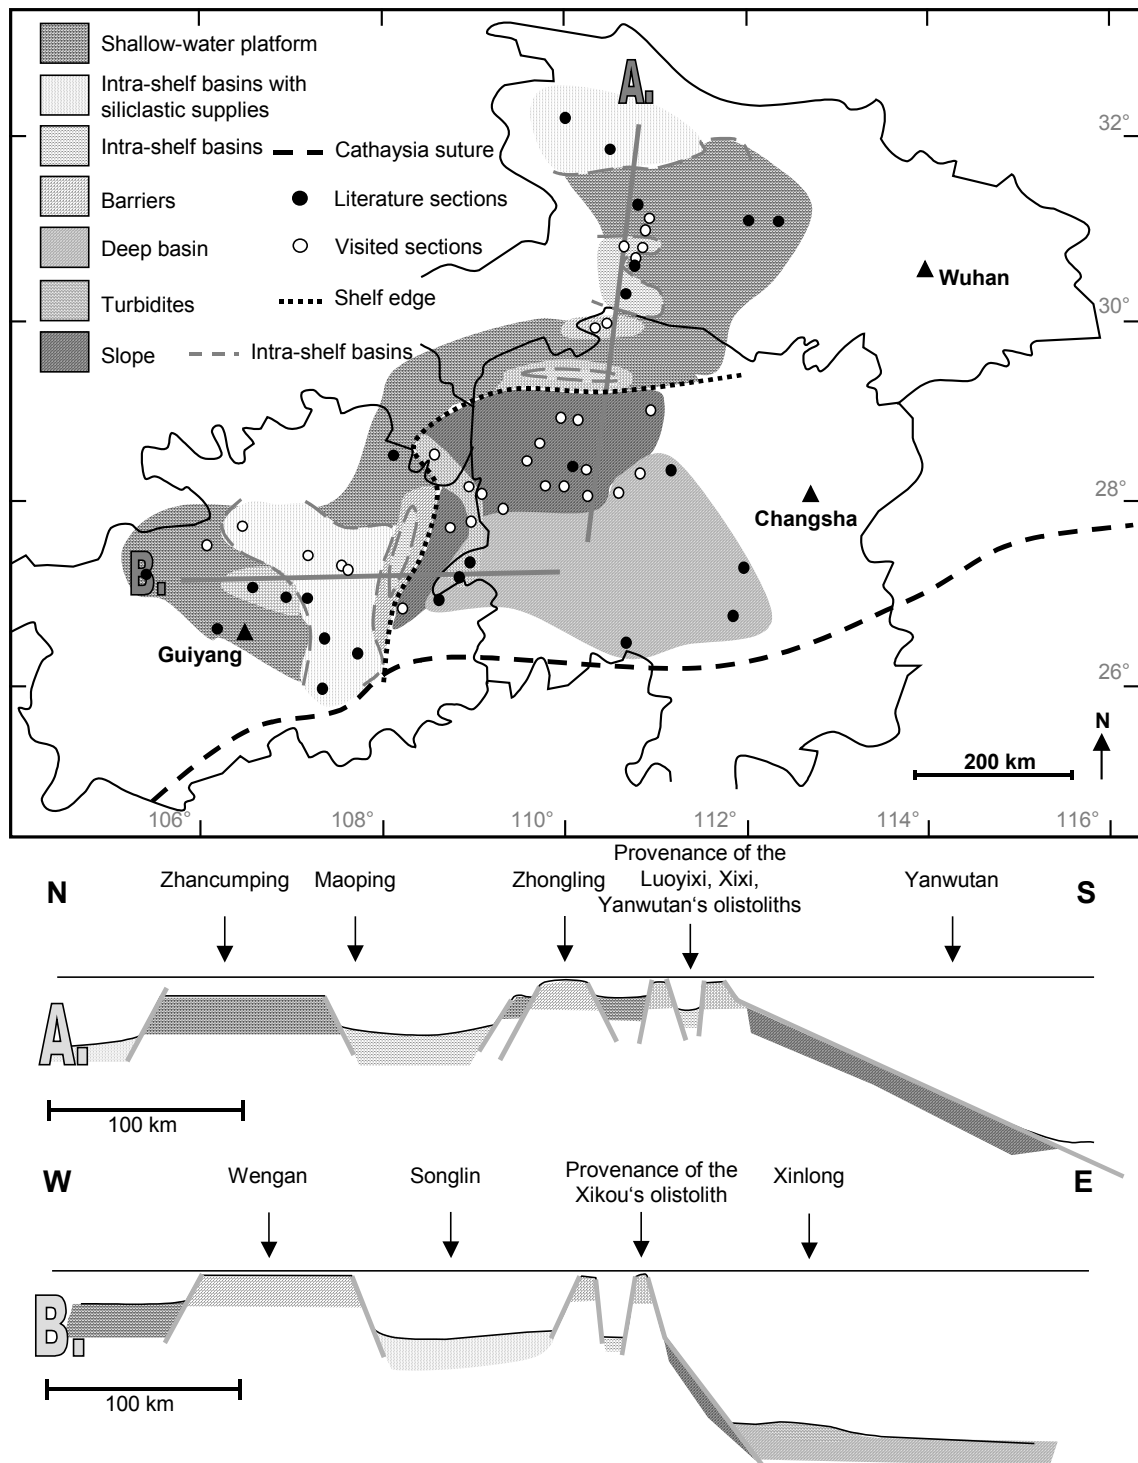 Shallow-water platform
Intra-shelf basins with
siliclastic supplies
Intra-shelf basins
Barriers
Deep basin
Turbidites
Slope
Cathaysia suture
Literature sections
Visited sections
Shelf edge
Intra-shelf basins
A.
B.
Wuhan
Changsha
Guiyang
32°
30°
28°
26°
N
200 km
106°
108°
110°
112°
114°
116°
N
Zhancumping
Maoping
Zhongling
Provenance of the
Luoyixi, Xixi,
Yanwutan‘s olistoliths
Yanwutan
S
A.
100 km
W
Wengan
Songlin
Provenance of the
Xikou‘s olistolith
Xinlong
E
B.
100 km